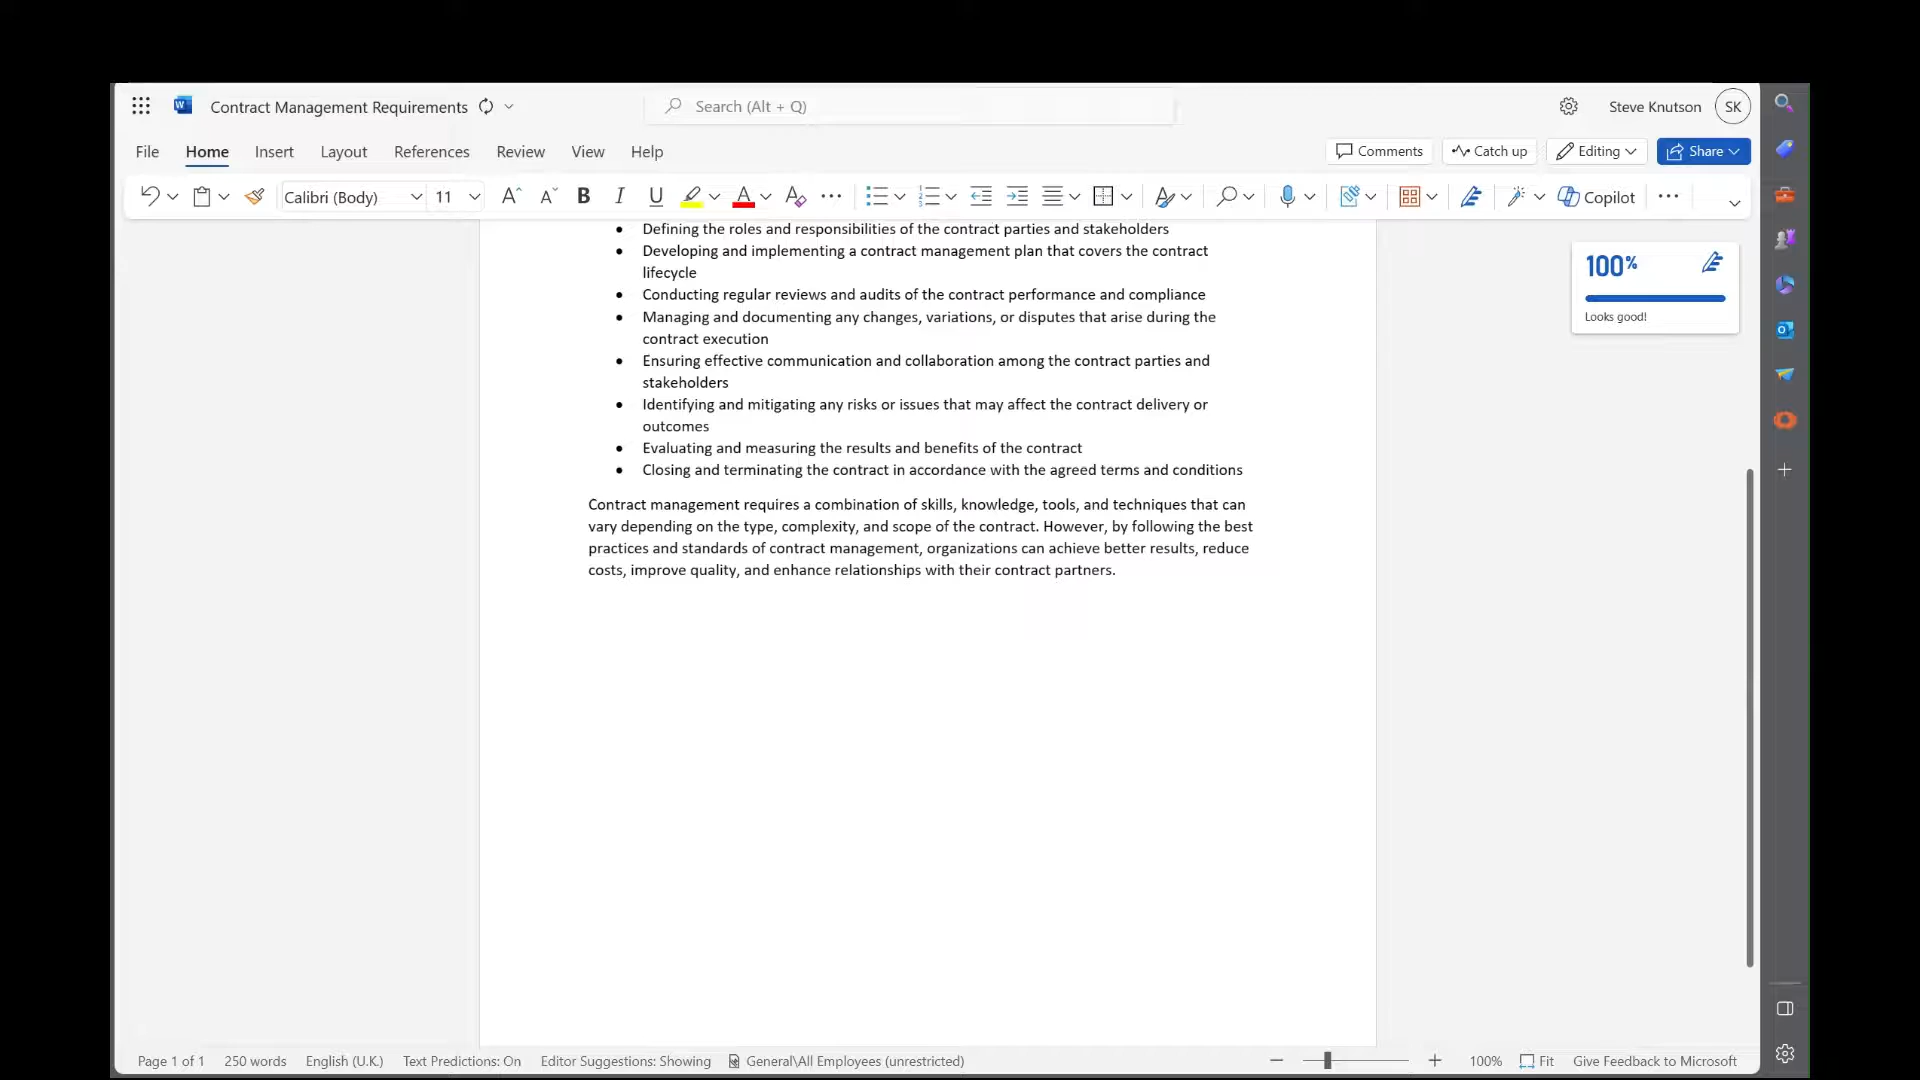 Contract Management Requirements
Search (Alt + Q)
Steve Knutson SK
File Home Insert Layout References Review View Help
Comments Catch up Editing Share
Calibri (Body) 11 A A B I U A Copilot
• Defining the roles and responsibilities of the contract parties and stakeholders
• Developing and implementing a contract management plan that covers the contract
lifecycle
• Conducting regular reviews and audits of the contract performance and compliance
• Managing and documenting any changes, variations, or disputes that arise during the
contract execution
• Ensuring effective communication and collaboration among the contract parties and
stakeholders
• Identifying and mitigating any risks or issues that may affect the contract delivery or
outcomes
• Evaluating and measuring the results and benefits of the contract
• Closing and terminating the contract in accordance with the agreed terms and conditions
Contract management requires a combination of skills, knowledge, tools, and techniques that can
vary depending on the type, complexity, and scope of the contract. However, by following the best
practices and standards of contract management, organizations can achieve better results, reduce
costs, improve quality, and enhance relationships with their contract partners.
100%
Looks good!
Page 1 of 1 250 words English (U.K.) Text Predictions: On Editor Suggestions: Showing General\All Employees (unrestricted) 100% Fit Give Feedback to Microsoft